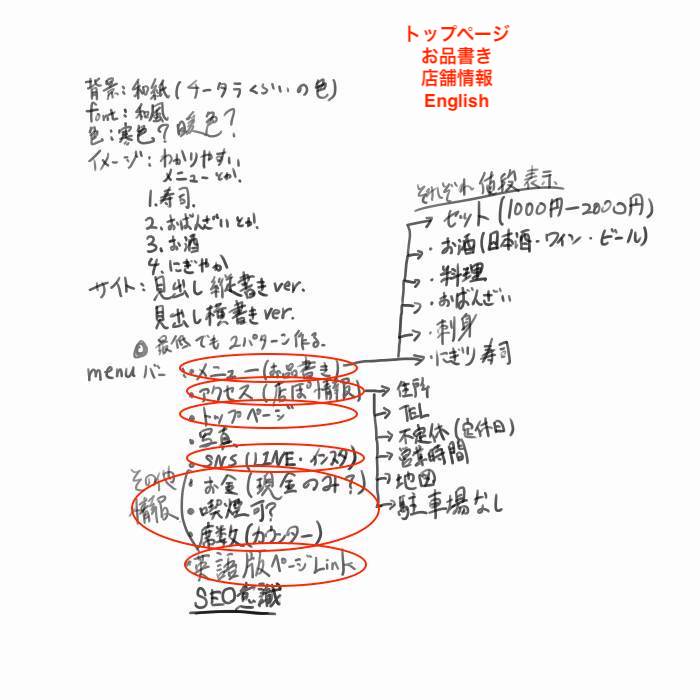 トップページ
お品書き
店舗情報
English
背景：和紙(チータラくらいの色)
font：和風
色：寒色？暖色？
イメージ：わかりやすい
メニューとか.
1.寿司.
2.おばんざいとか.
3.お酒
4.にぎやか
サイト：見出し縦書きver.
見出し横書きver.
◎最低でも2パターン作る.
menuバー
・メニュー(お品書き)
・アクセス(店ぽ情報)
・トップページ
・写真
・SNS(LINE・インスタ)
その他
情報
・お金(現金のみ？)
・喫煙可？
・席数(カウンター)
・英語版ページLink
SEO意識
それぞれ値段表示
・セット(1000円ー2000円)
・お酒(日本酒・ワイン・ビール)
・料理
・おばんざい
・刺身
・にぎり寿司
住所
TEL
不定休(定休日)
営業時間
地図
駐車場なし